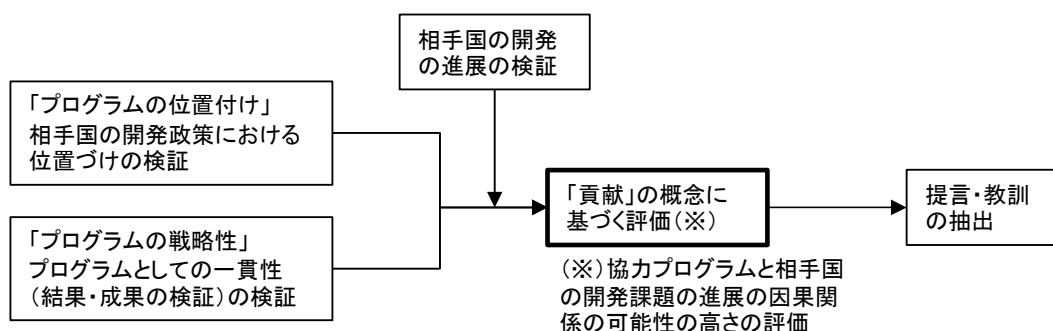 相手国の開発
の進展の検証
「プログラムの位置付け」
相手国の開発政策における
位置づけの検証
「プログラムの戦略性」
プログラムとしての一貫性
（結果・成果の検証）の検証
「貢献」の概念に
基づく評価（※）
（※）協力プログラムと相手国
の開発課題の進展の因果関
係の可能性の高さの評価
提言・教訓
の抽出